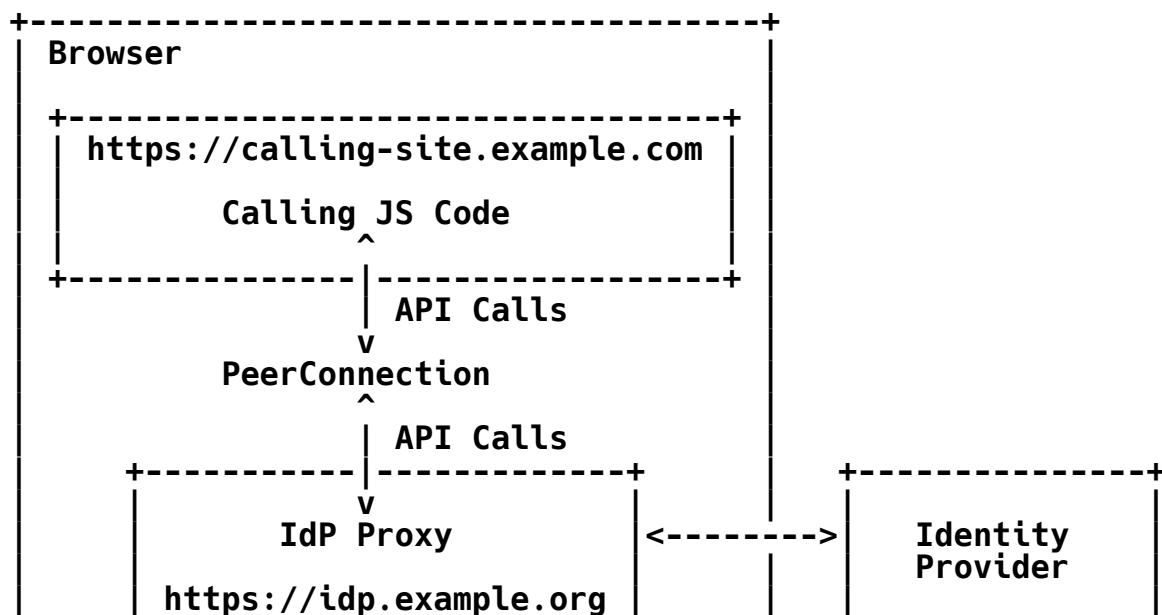 Browser
https://calling-site.example.com
Calling JS Code
API Calls
PeerConnection
API Calls
IdP Proxy
Identity
Provider
https://idp.example.org